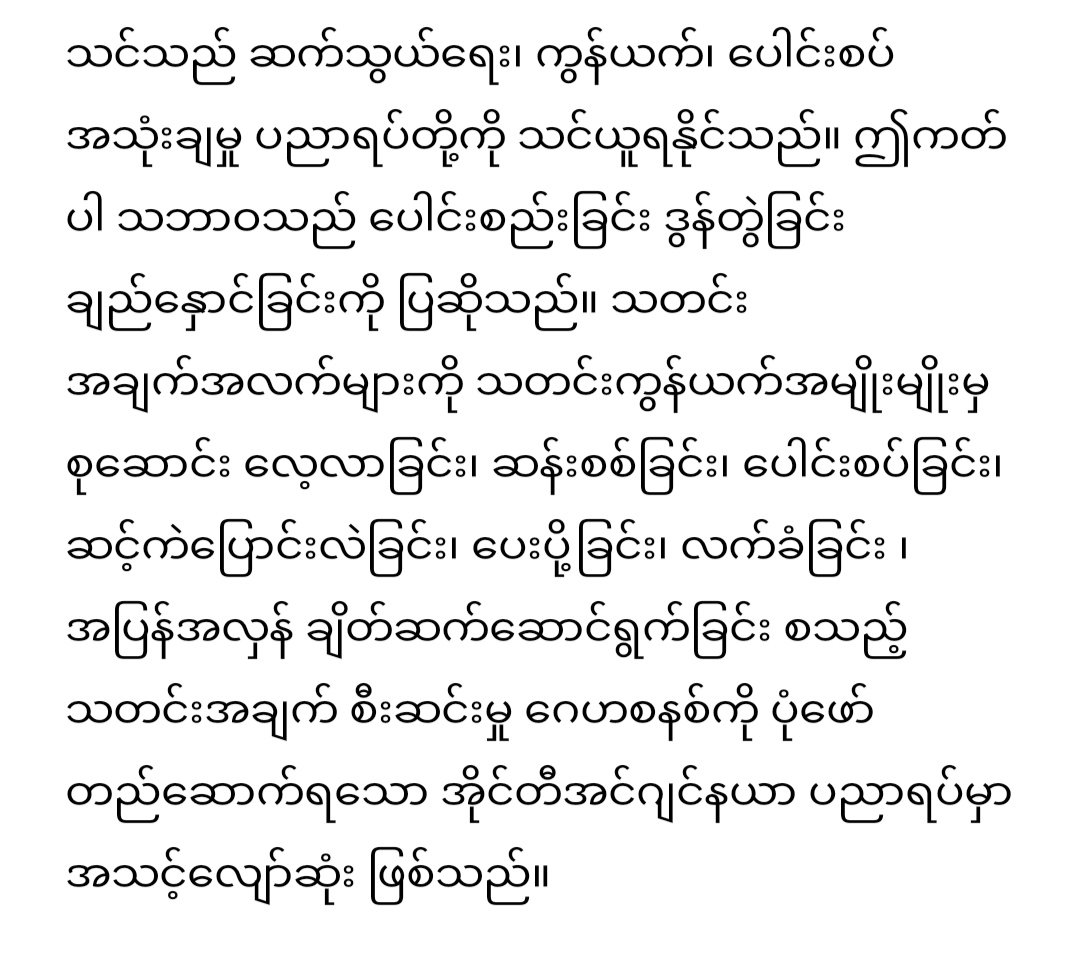 သင်သည် ဆက်သွယ်ရေး၊ ကွန်ယက်၊ ပေါင်းစပ်
အသုံးချမှု ပညာရပ်တို့ကို သင်ယူရနိုင်သည်။ ဤကတ်
ပါ သဘာဝသည် ပေါင်းစည်းခြင်း ဒွန်တွဲခြင်း
ချည်နှောင်ခြင်းကို ပြဆိုသည်။ သတင်း
အချက်အလက်များကို သတင်းကွန်ယက်အမျိုးမျိုးမှ
စုဆောင်း လေ့လာခြင်း၊ ဆန်းစစ်ခြင်း၊ ပေါင်းစပ်ခြင်း၊
ဆင့်ကဲပြောင်းလဲခြင်း၊ ပေးပို့ခြင်း၊ လက်ခံခြင်း ၊
အပြန်အလှန် ချိတ်ဆက်ဆောင်ရွက်ခြင်း စသည့်
သတင်းအချက် စီးဆင်းမှု ဂေဟစနစ်ကို ပုံဖော်
တည်ဆောက်ရသော အိုင်တီအင်ဂျင်နယာ ပညာရပ်မှာ
အသင့်လျော်ဆုံး ဖြစ်သည်။